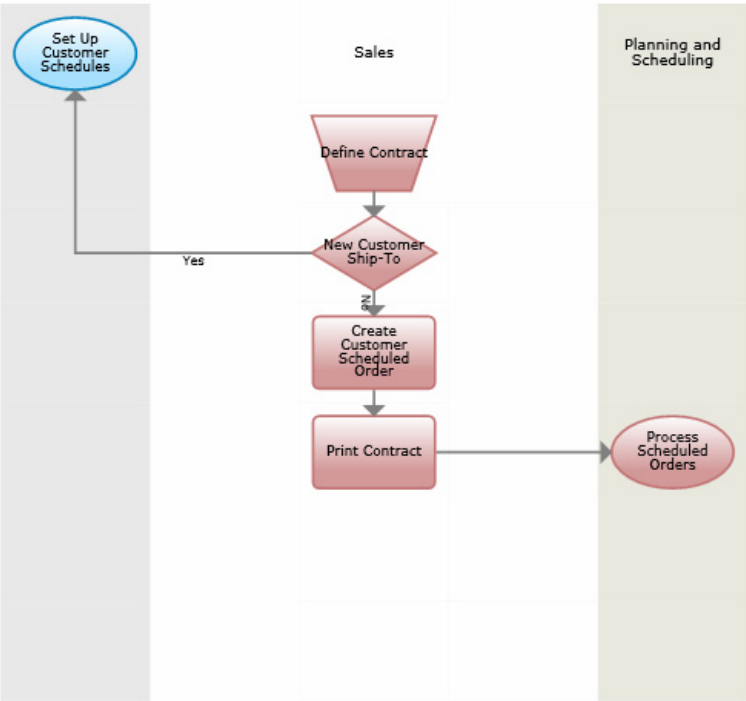 Set Up
Customer
Schedules
Sales
Planning and
Scheduling
Define Contract
New Customer
Ship-To
Yes
No
Create
Customer
Scheduled
Order
Print Contract
Process
Scheduled
Orders